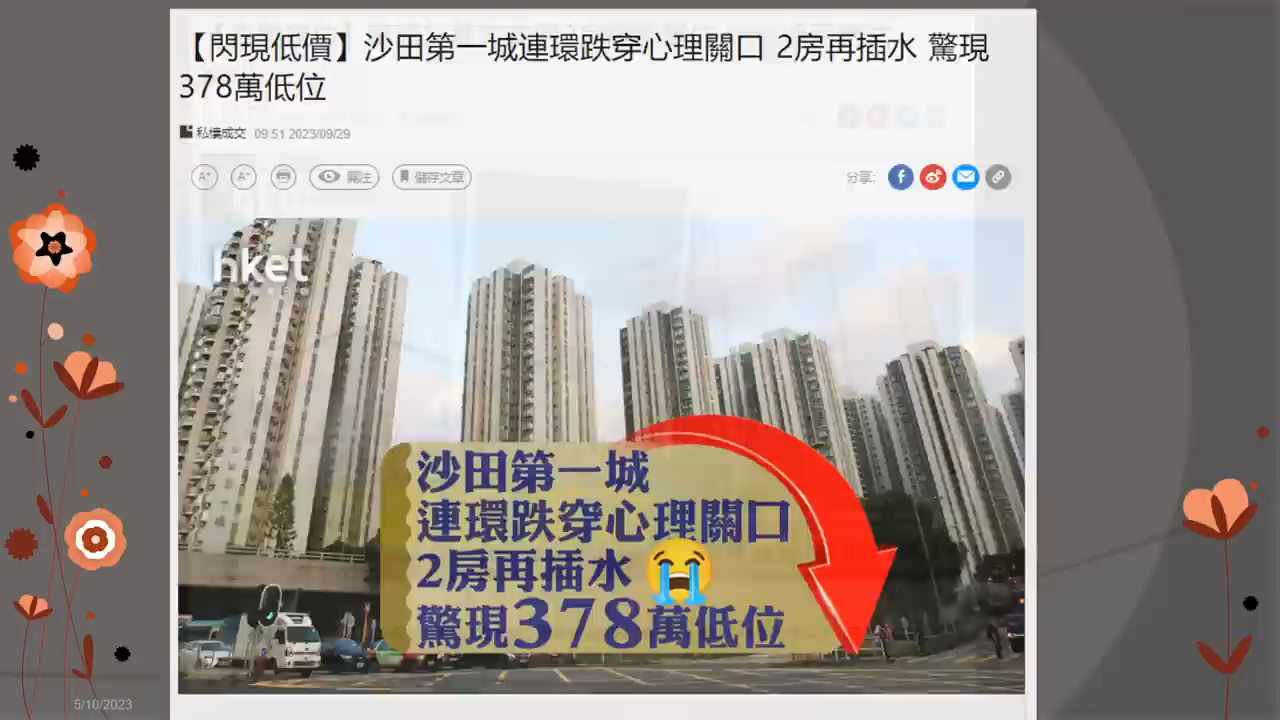 【閃現低價】沙田第一城連環跌穿心理關口 2房再插水 驚現
378萬低位
私樓成交 09:51 2023/09/29
A⁺ A⁻ 關注 儲存文章 分享:
hket
沙田第一城
連環跌穿心理關口
2房再插水
驚現378萬低位
5/10/2023